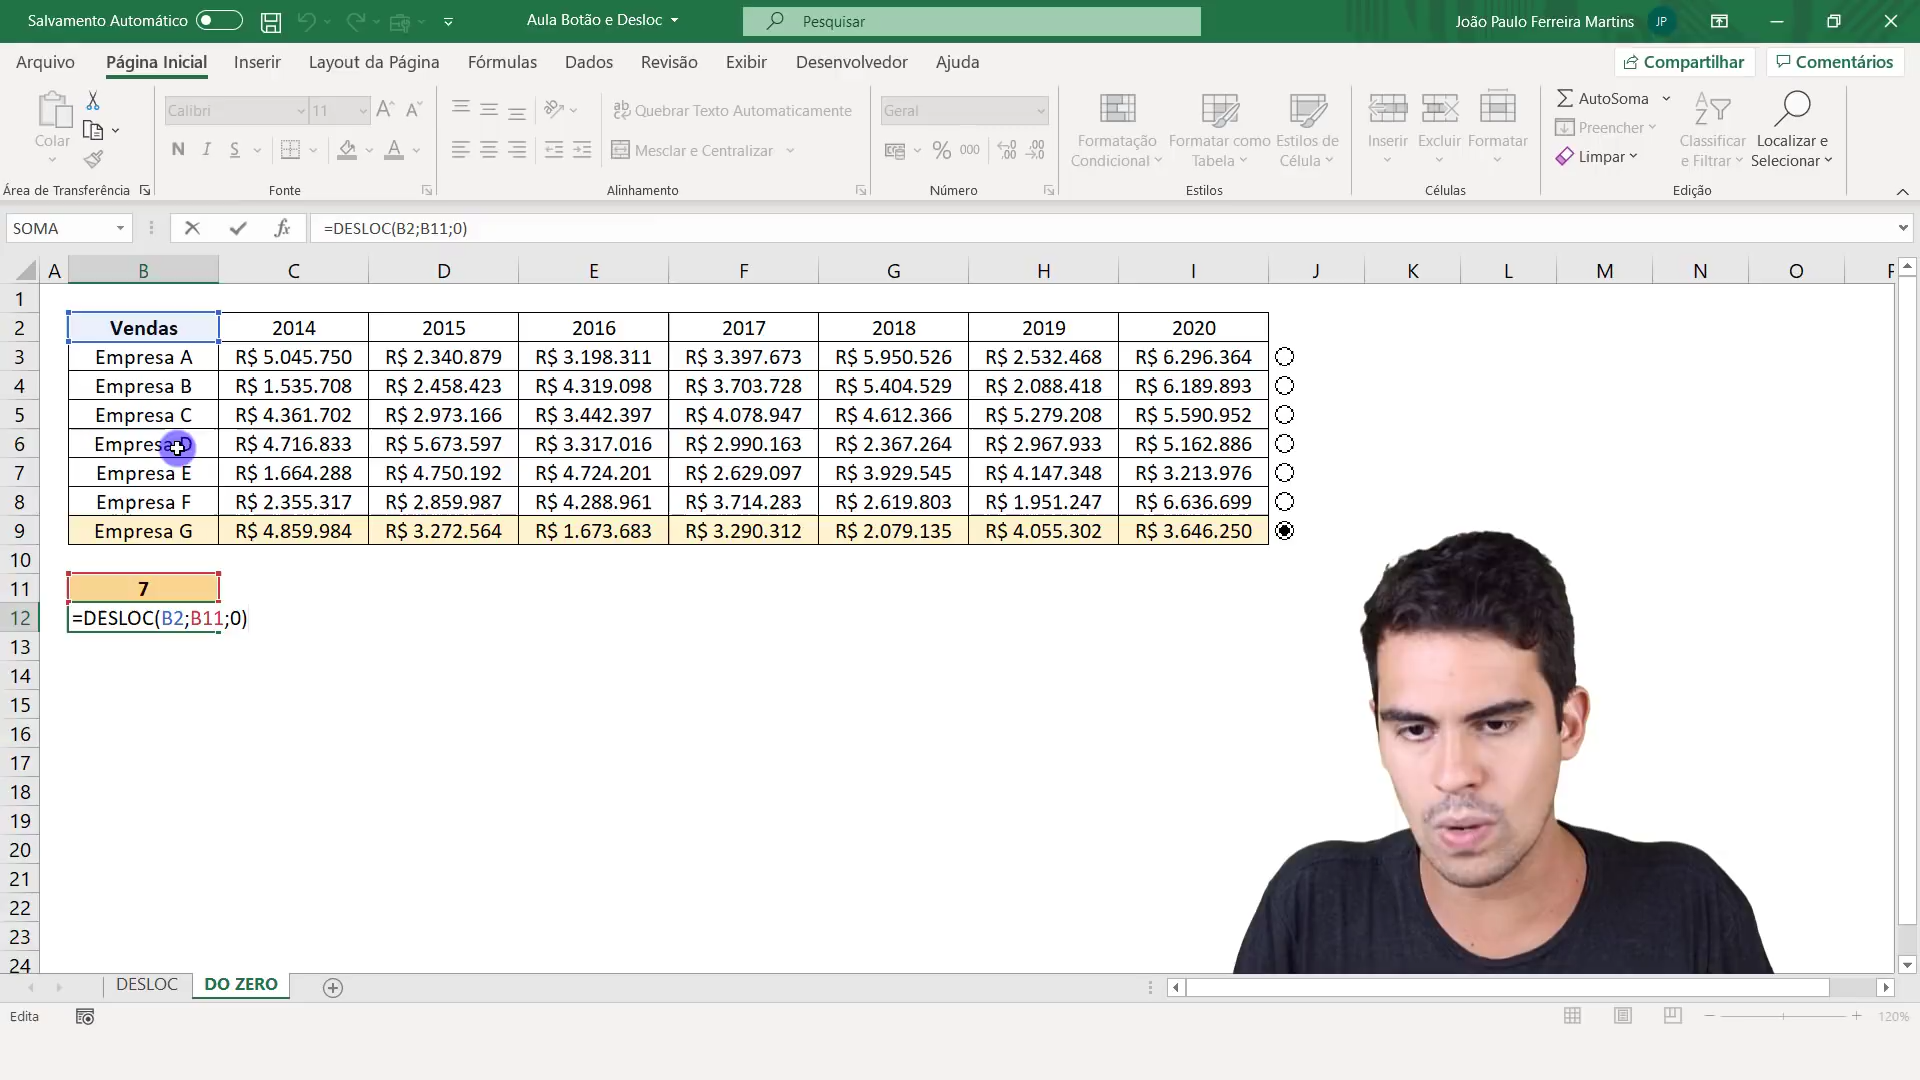 Salvamento Automático
Aula Botão e Desloc
Pesquisar
João Paulo Ferreira Martins JP
Arquivo Página Inicial Inserir Layout da Página Fórmulas Dados Revisão Exibir Desenvolvedor Ajuda Compartilhar Comentários
Colar
Área de Transferência
Calibri 11
N I S
Fonte
Quebrar Texto Automaticamente
Mesclar e Centralizar
Alinhamento
Geral
% 000
Número
Formatação Condicional
Formatar como Tabela
Estilos de Célula
Estilos
Inserir Excluir Formatar
Células
AutoSoma
Preencher
Limpar
Classificar e Filtrar
Localizar e Selecionar
Edição
SOMA fx =DESLOC(B2;B11;0)
A B C D E F G H I J K L M N O
1
2 Vendas 2014 2015 2016 2017 2018 2019 2020
3 Empresa A R$ 5.045.750 R$ 2.340.879 R$ 3.198.311 R$ 3.397.673 R$ 5.950.526 R$ 2.532.468 R$ 6.296.364
4 Empresa B R$ 1.535.708 R$ 2.458.423 R$ 4.319.098 R$ 3.703.728 R$ 5.404.529 R$ 2.088.418 R$ 6.189.893
5 Empresa C R$ 4.361.702 R$ 2.973.166 R$ 3.442.397 R$ 4.078.947 R$ 4.612.366 R$ 5.279.208 R$ 5.590.952
6 Empresa D R$ 4.716.833 R$ 5.673.597 R$ 3.317.016 R$ 2.990.163 R$ 2.367.264 R$ 2.967.933 R$ 5.162.886
7 Empresa E R$ 1.664.288 R$ 4.750.192 R$ 4.724.201 R$ 2.629.097 R$ 3.929.545 R$ 4.147.348 R$ 3.213.976
8 Empresa F R$ 2.355.317 R$ 2.859.987 R$ 4.288.961 R$ 3.714.283 R$ 2.619.803 R$ 1.951.247 R$ 6.636.699
9 Empresa G R$ 4.859.984 R$ 3.272.564 R$ 1.673.683 R$ 3.290.312 R$ 2.079.135 R$ 4.055.302 R$ 3.646.250
10
11 7
12 =DESLOC(B2;B11;0)
13
14
15
16
17
18
19
20
21
22
23
24
DESLOC DO ZERO
Edita
120%